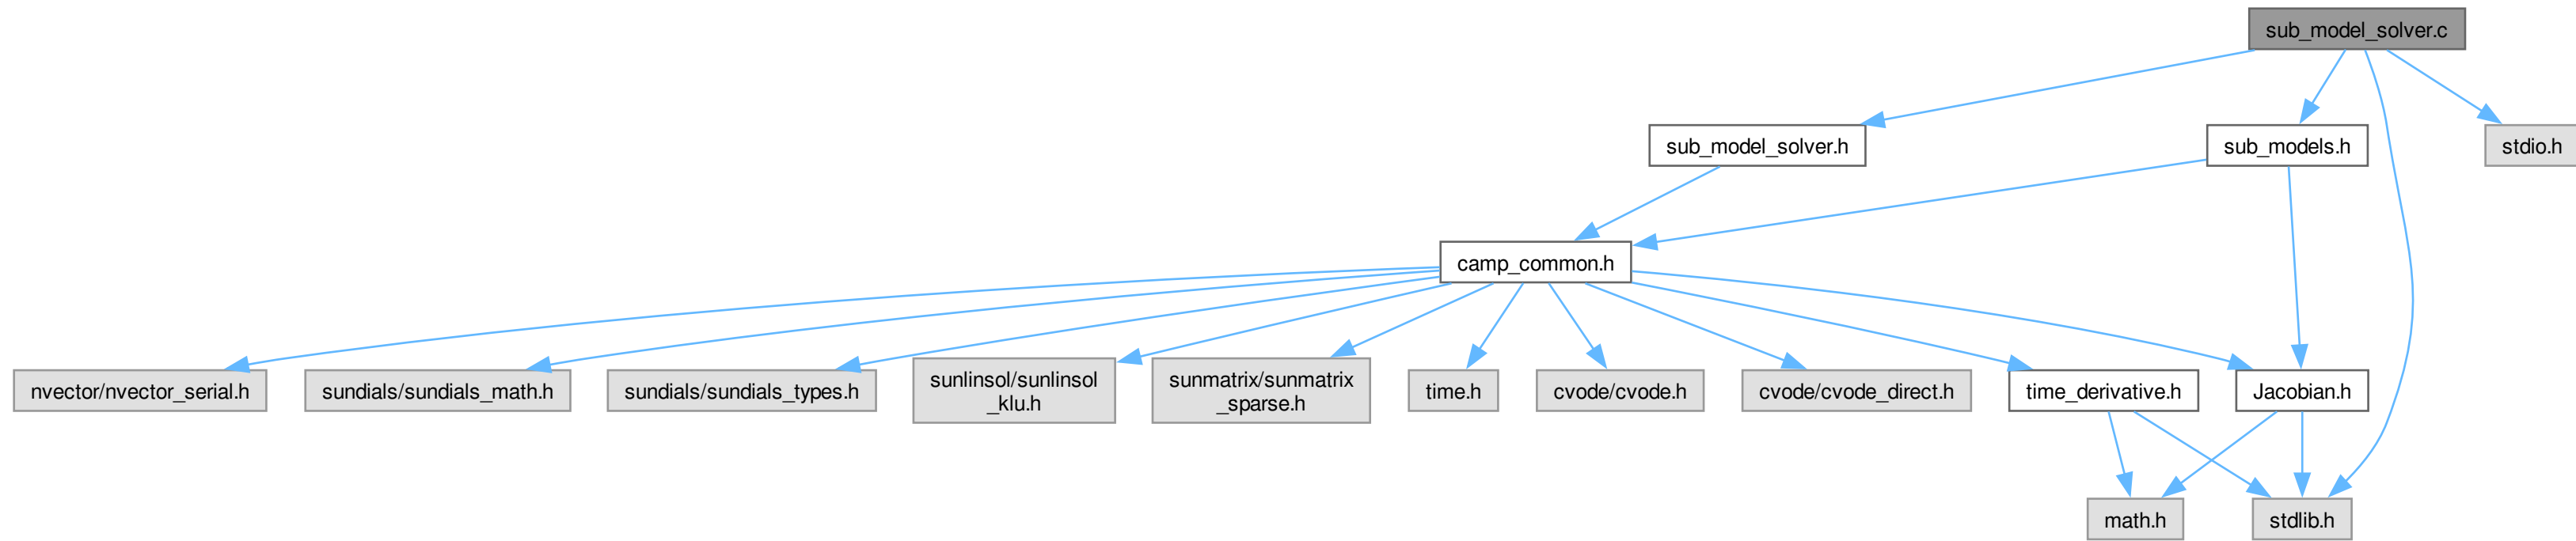 sub_model_solver.c
sub_model_solver.h
sub_models.h
stdio.h
camp_common.h
nvector/nvector_serial.h
sundials/sundials_math.h
sundials/sundials_types.h
sunlinsol/sunlinsol
_klu.h
sunmatrix/sunmatrix
_sparse.h
time.h
cvode/cvode.h
cvode/cvode_direct.h
time_derivative.h
Jacobian.h
math.h
stdlib.h